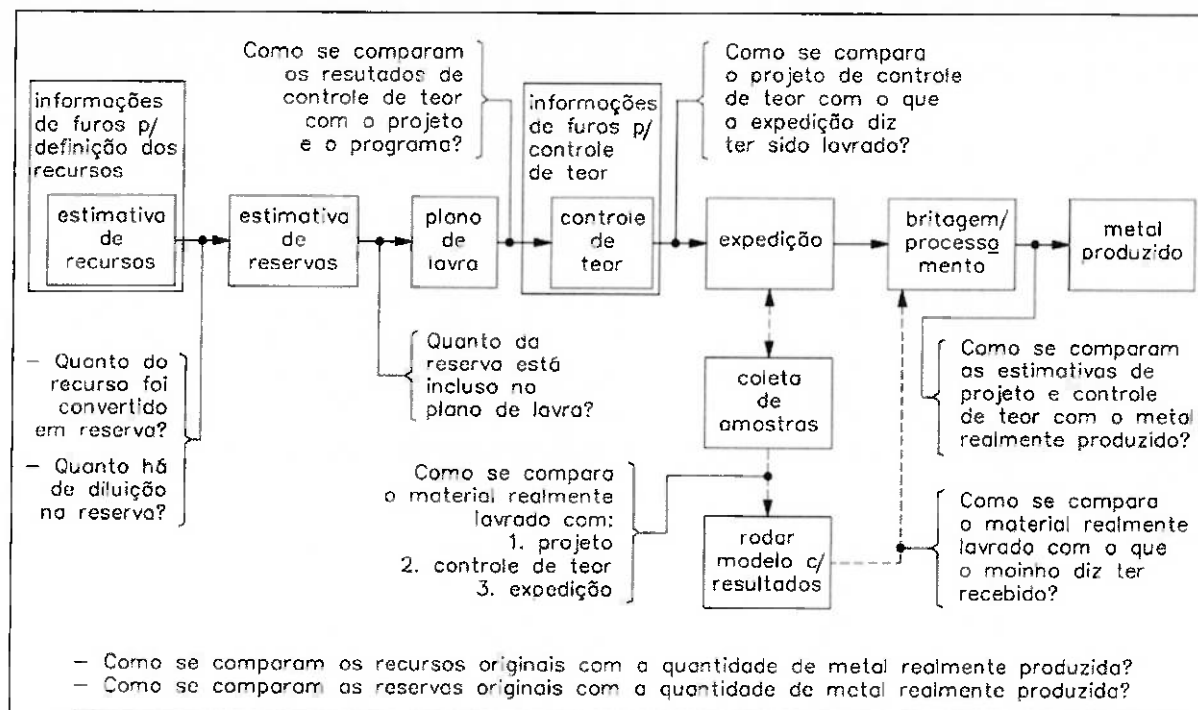 Como se comparam
os resutados de
controle de teor
com o projeto
e o programa?
Como se compara
o projeto de controle
de teor com o que
a expedição diz
ter sido lavrado?
informações
de furos p/
definição dos
recursos
estimativa
de
recursos
estimativa
de
reservas
plano
de
lavra
informações
de furos p/
controle
de teor
controle
de
teor
expedição
britagem/
processa
mento
metal
produzido
– Quanto do
recurso foi
convertido
em reserva?
– Quanto há
de diluição
na reserva?
Quanto da
reserva está
incluso no
plano de lavra?
coleta
de
amostras
Como se comparam
as estimativas de
projeto e controle
de teor com o metal
realmente produzido?
Como se compara
o material realmente
lavrado com:
1. projeto
2. controle de teor
3. expedição
rodar
modelo c/
resultados
Como se compara
o material realmente
lavrado com o que
o moinho diz ter
recebido?
– Como se comparam os recursos originais com a quantidade de metal realmente produzida?
– Como se comparam as reservas originais com a quantidade de metal realmente produzida?